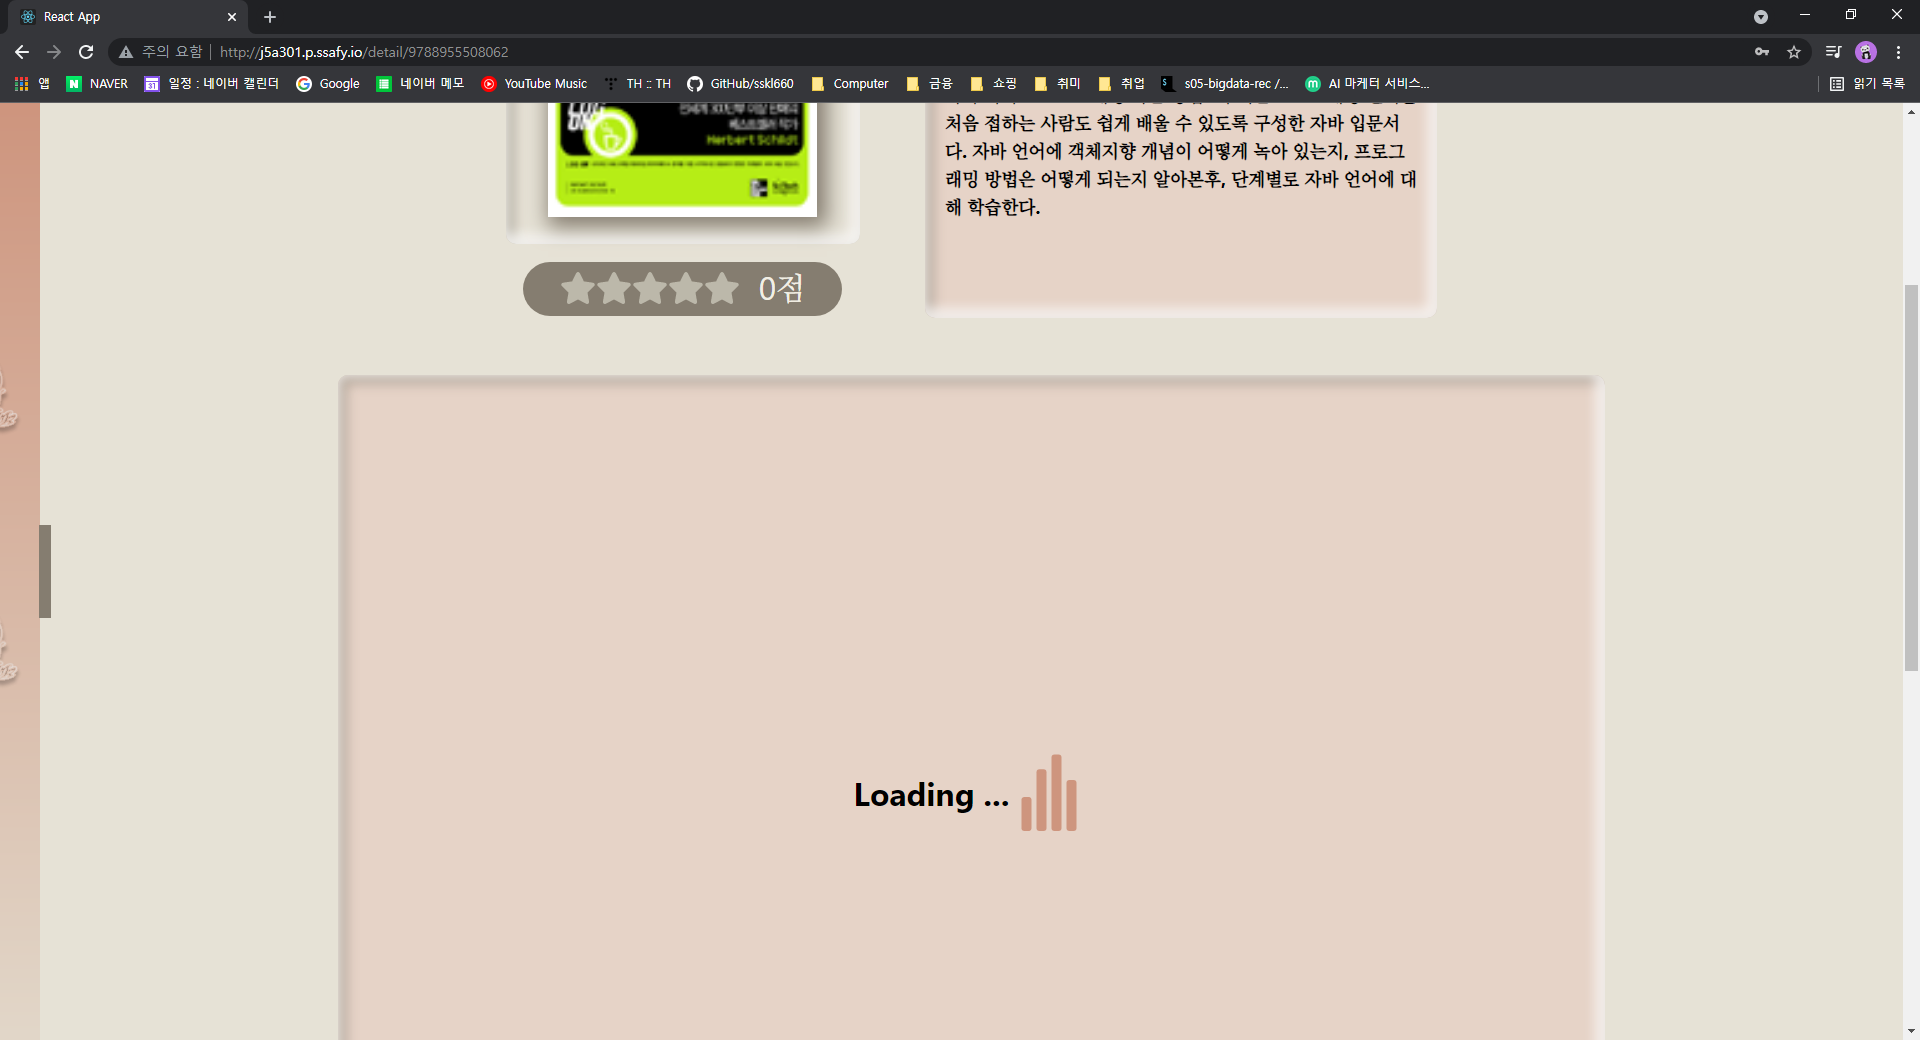 React App
주의 요함
http://j5a301.p.ssafy.io/detail/9788955508062
앱
NAVER
일정 : 네이버 캘린더
Google
네이버 메모
YouTube Music
TH :: TH
GitHub/sskl660
Computer
금융
쇼핑
취미
취업
s05-bigdata-rec /...
AI 마케터 서비스...
읽기 목록
베스트셀러 작가
Herbert Schildt
처음 접하는 사람도 쉽게 배울 수 있도록 구성한 자바 입문서
다. 자바 언어에 객체지향 개념이 어떻게 녹아 있는지, 프로그
래밍 방법은 어떻게 되는지 알아본후, 단계별로 자바 언어에 대
해 학습한다.
0점
Loading ...